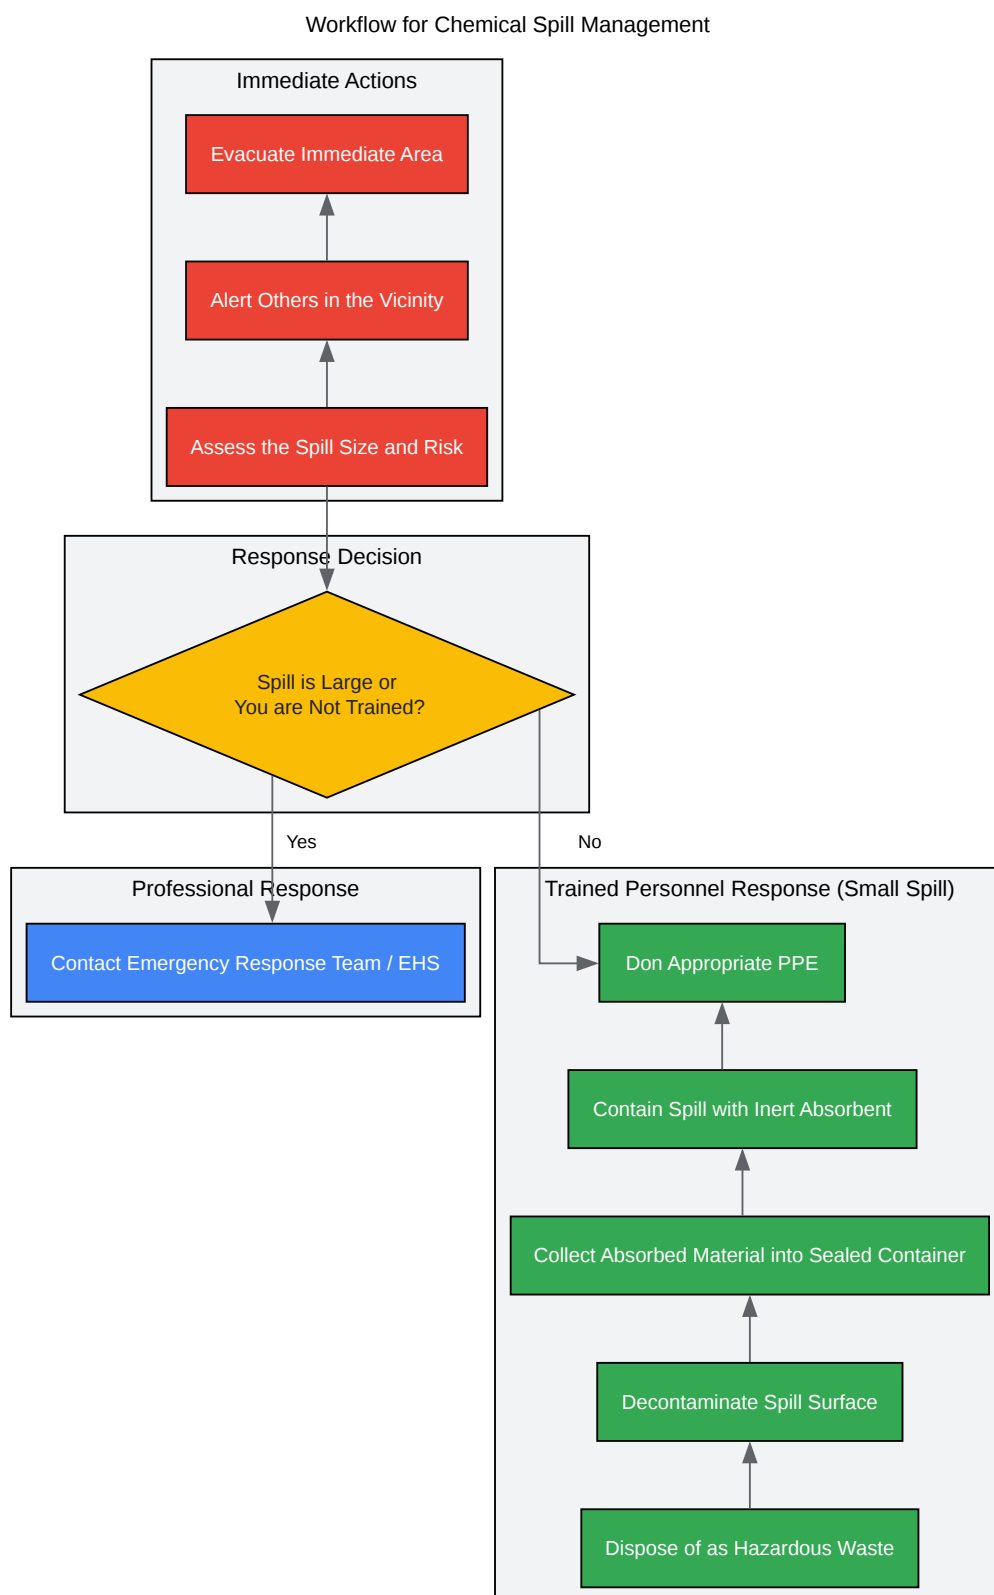 Workflow for Chemical Spill Management
Immediate Actions
Evacuate Immediate Area
Alert Others in the Vicinity
Assess the Spill Size and Risk
Response Decision
Spill is Large or
You are Not Trained?
Yes
No
Professional Response
Contact Emergency Response Team / EHS
Trained Personnel Response (Small Spill)
Don Appropriate PPE
Contain Spill with Inert Absorbent
Collect Absorbed Material into Sealed Container
Decontaminate Spill Surface
Dispose of as Hazardous Waste